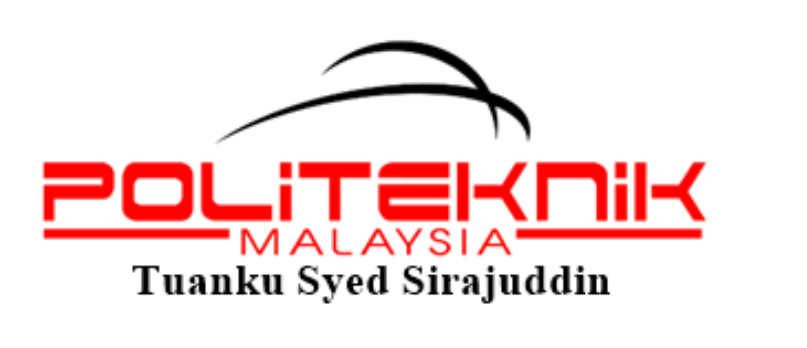 POLiTEKNiK
MALAYSIA
Tuanku Syed Sirajuddin